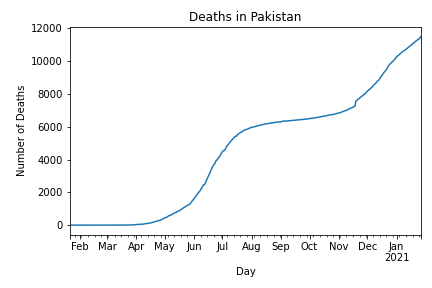 Deaths in Pakistan
12000
10000
8000
6000
4000
2000
0
Number of Deaths
Feb Mar Apr May Jun Jul Aug Sep Oct Nov Dec Jan
2021
Day